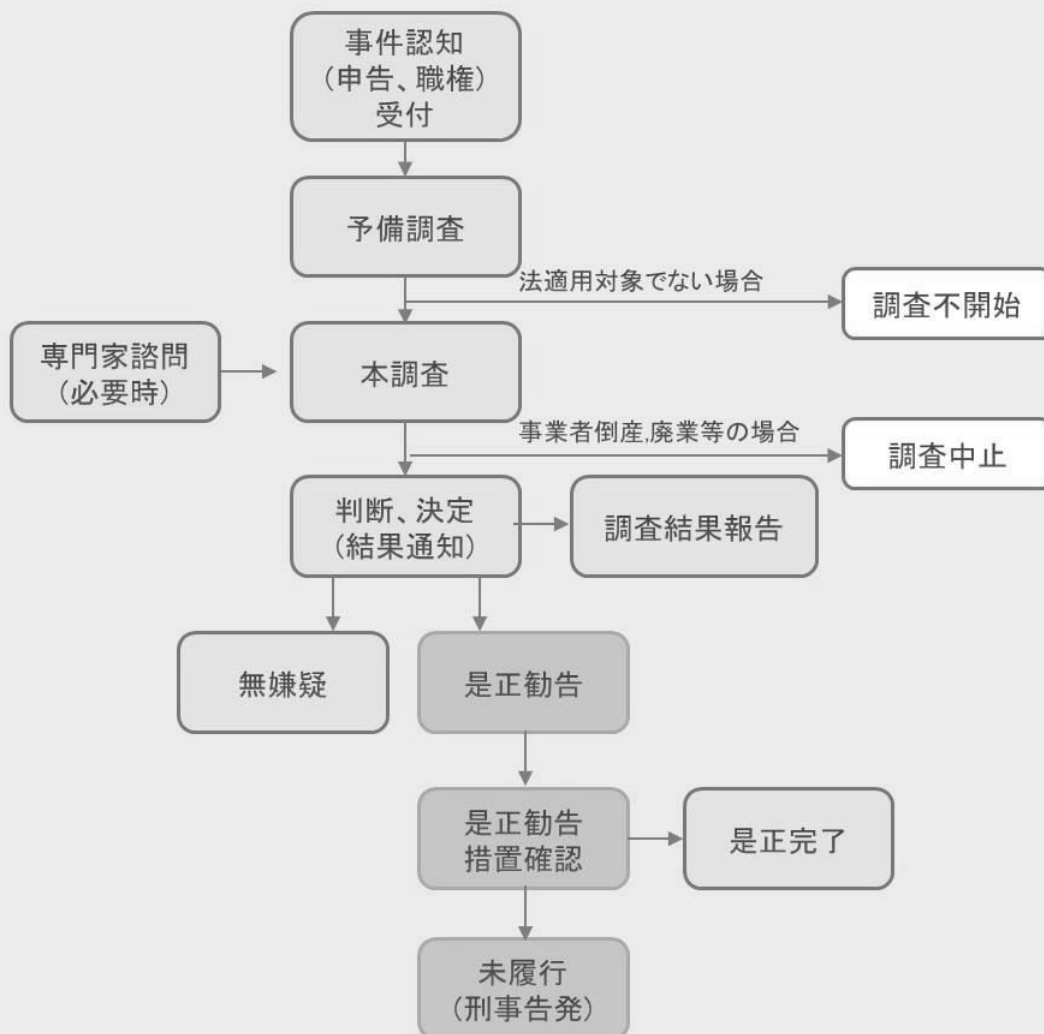 事件認知
(申告、職権)
受付
予備調査
法適用対象でない場合
調査不開始
専門家諮問
(必要時)
本調査
事業者倒産,廃業等の場合
調査中止
判断、決定
(結果通知)
調査結果報告
無嫌疑
是正勧告
是正勧告
措置確認
是正完了
未履行
(刑事告発)